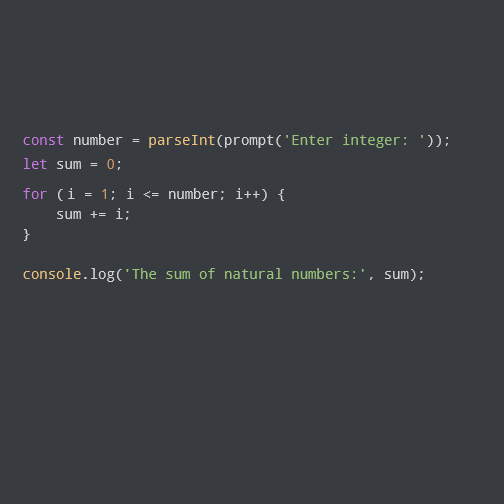 const number = parseInt(prompt('Enter integer: '));
let sum = 0;
for (i = 1; i <= number; i++) {
    sum += i;
}
console.log('The sum of natural numbers:', sum);